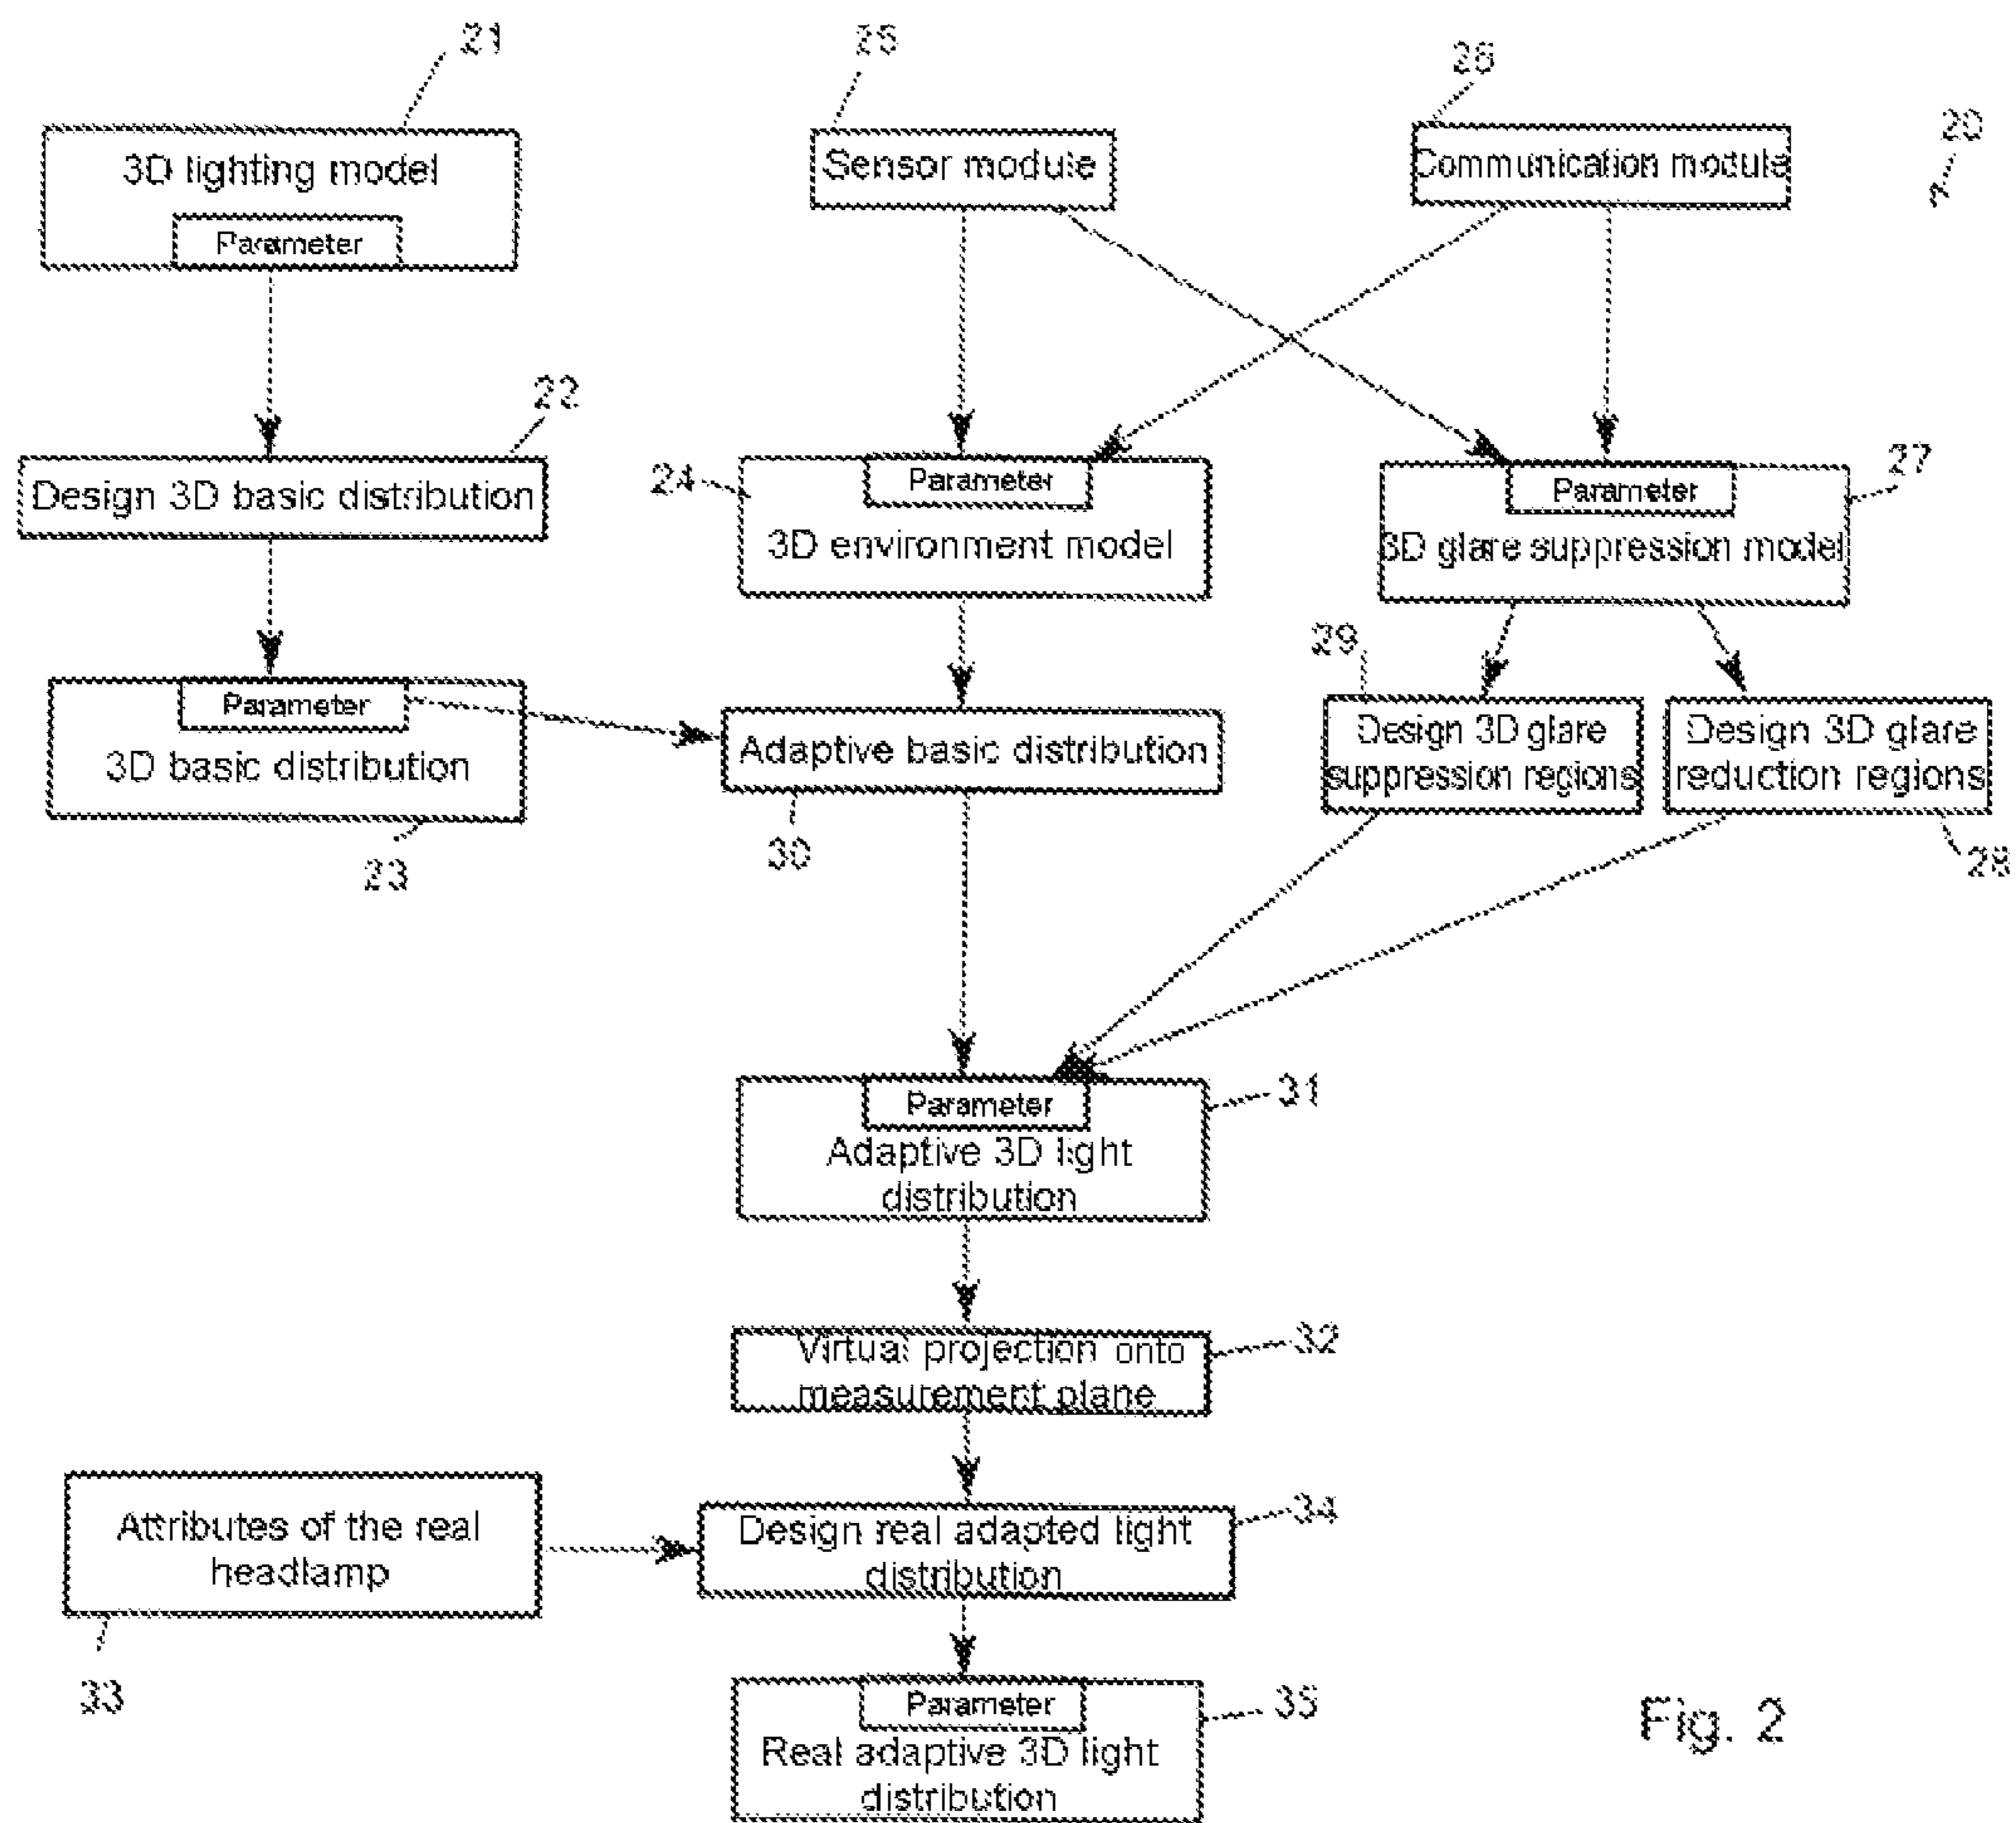 21
25
26
20
3D lighting model
Parameter
Sensor module
Communication module
22
24
27
Design 3D basic distribution
Parameter
3D environment model
Parameter
3D glare suppression model
29
Parameter
3D basic distribution
23
Adaptive basic distribution
30
Design 3D glare
suppression regions
Design 3D glare
reduction regions
28
Parameter
Adaptive 3D light
distribution
31
Virtual projection onto
measurement plane
32
Attributes of the real
headlamp
33
Design real adapted light
distribution
34
Parameter
Real adaptive 3D light
distribution
35
Fig. 2